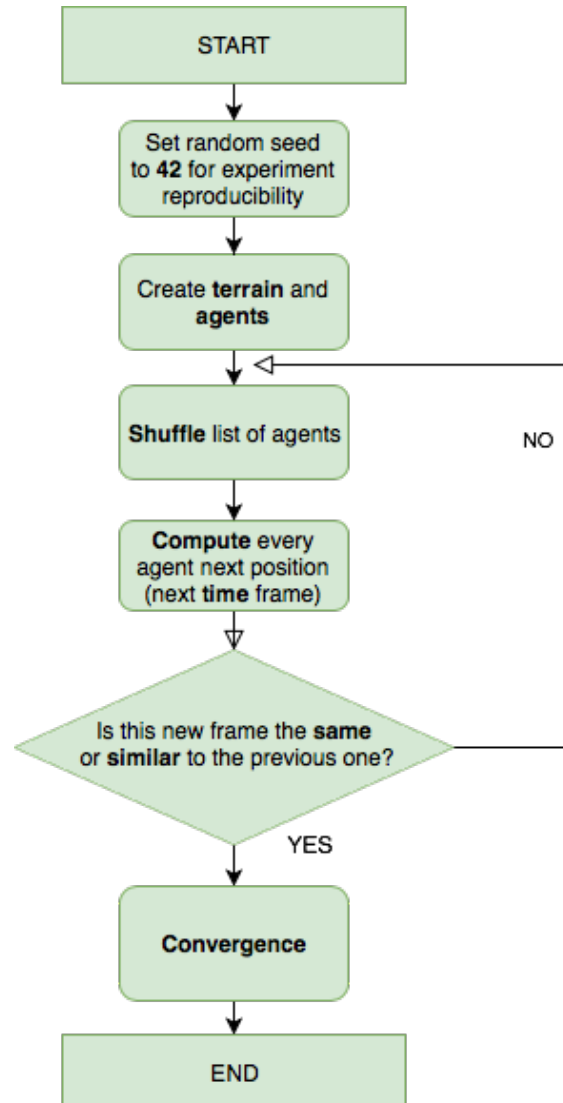 START
Set random seed
to 42 for experiment
reproducibility
Create terrain and
agents
Shuffle list of agents
NO
Compute every
agent next position
(next time frame)
Is this new frame the same
or similar to the previous one?
YES
Convergence
END